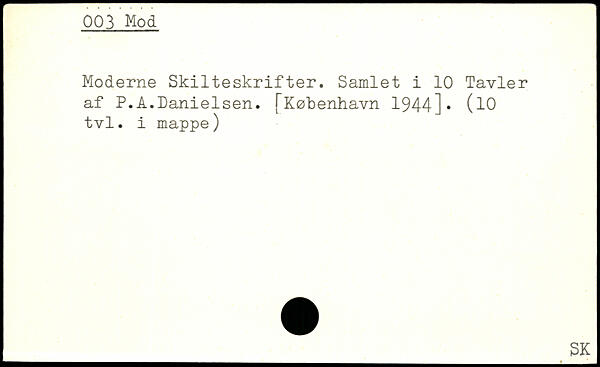 003 Mod
Moderne Skilteskrifter. Samlet i 10 Tavler
af P.A.Danielsen. [København 1944]. (10
tvl. i mappe)
SK